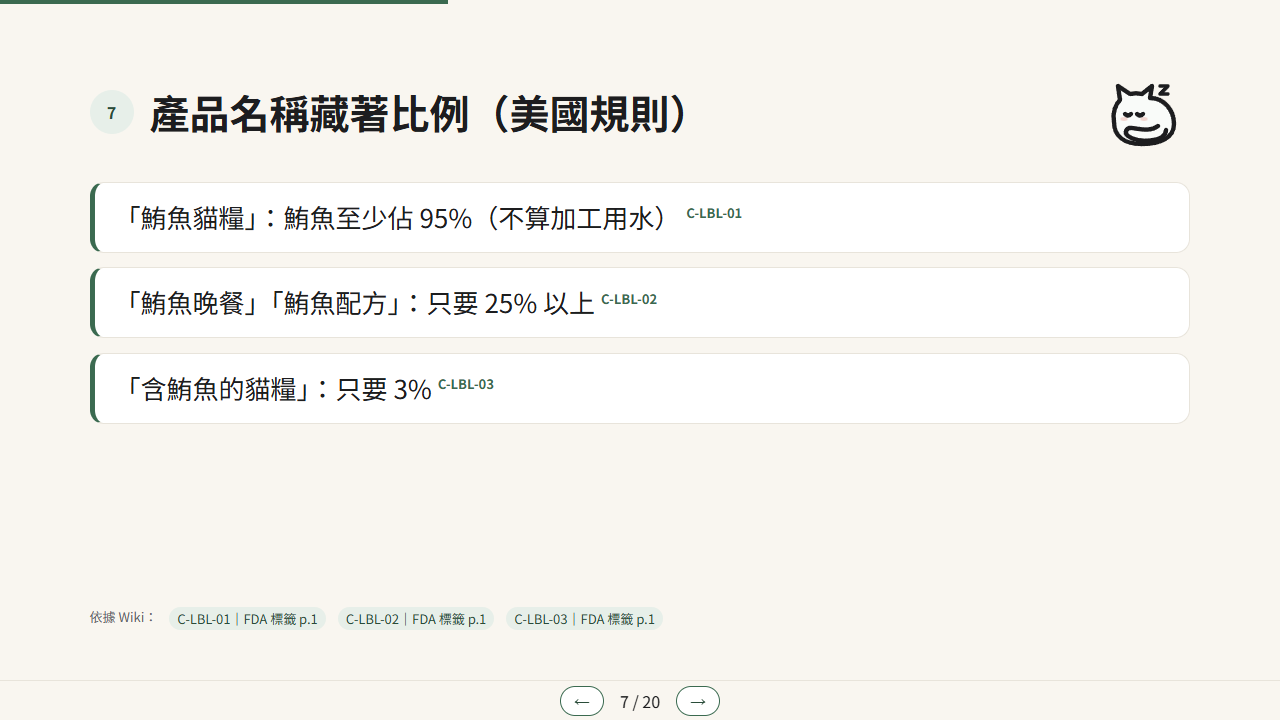 7
產品名稱藏著比例（美國規則）
z
「鮪魚貓糧」：鮪魚至少佔 95%（不算加工用水） C-LBL-01
「鮪魚晚餐」「鮪魚配方」：只要 25% 以上 C-LBL-02
「含鮪魚的貓糧」：只要 3% C-LBL-03
依據 Wiki： C-LBL-01｜FDA 標籤 p.1 C-LBL-02｜FDA 標籤 p.1 C-LBL-03｜FDA 標籤 p.1
← 7 / 20 →